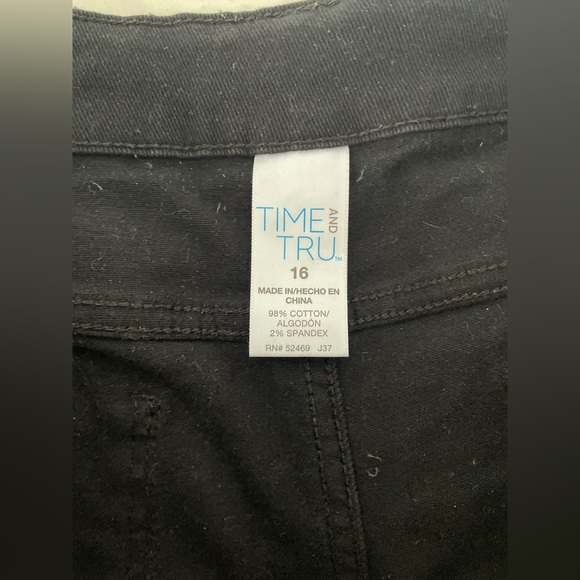 TIME AND
TRU™
16
MADE IN/HECHO EN
CHINA
98% COTTON/
ALGODÓN
2% SPANDEX
RN# 52469 J37